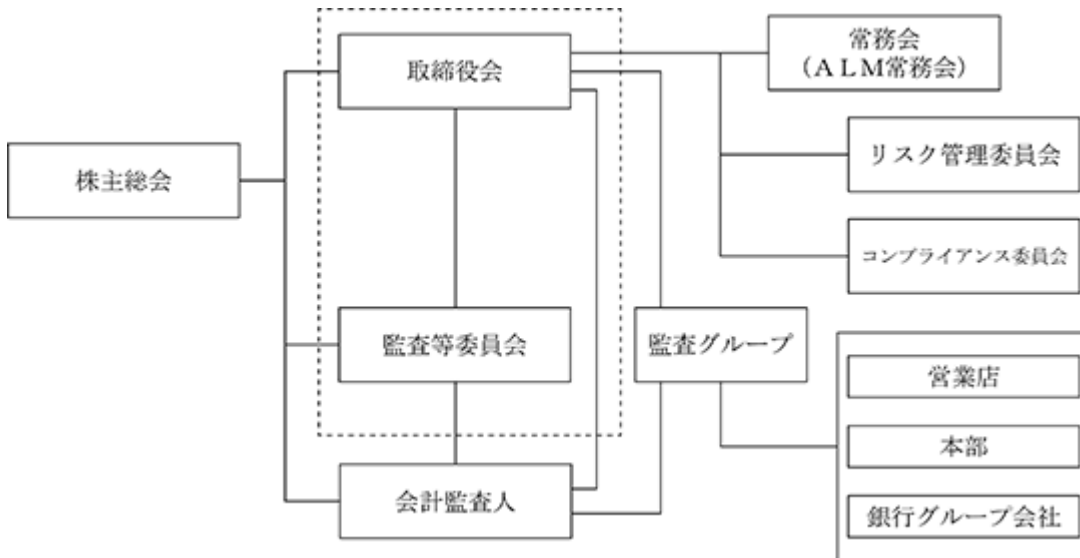 取締役会
常務会
（ＡＬＭ常務会）
株主総会
リスク管理委員会
コンプライアンス委員会
監査等委員会
監査グループ
営業店
本部
会計監査人
銀行グループ会社